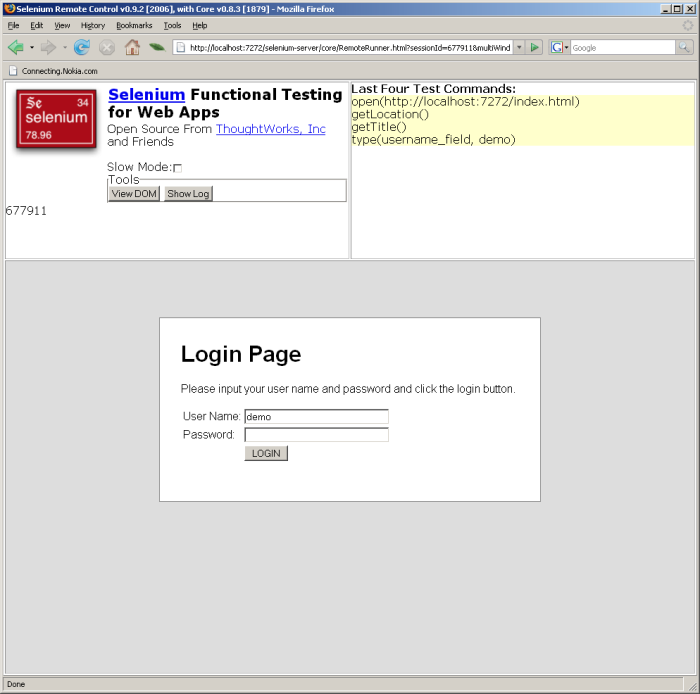 Selenium Remote Control v0.9.2 [2006], with Core v0.8.3 [1879] - Mozilla Firefox
File Edit View History Bookmarks Tools Help
http://localhost:7272/selenium-server/core/RemoteRunner.html?sessionId=677911&multiWind
G Google
Connecting.Nokia.com
Se 34
selenium
78.96
Selenium Functional Testing
for Web Apps
Open Source From ThoughtWorks, Inc
and Friends
Slow Mode:
Tools
View DOM Show Log
677911
Last Four Test Commands:
open(http://localhost:7272/index.html)
getLocation()
getTitle()
type(username_field, demo)
Login Page
Please input your user name and password and click the login button.
User Name: demo
Password:
LOGIN
Done